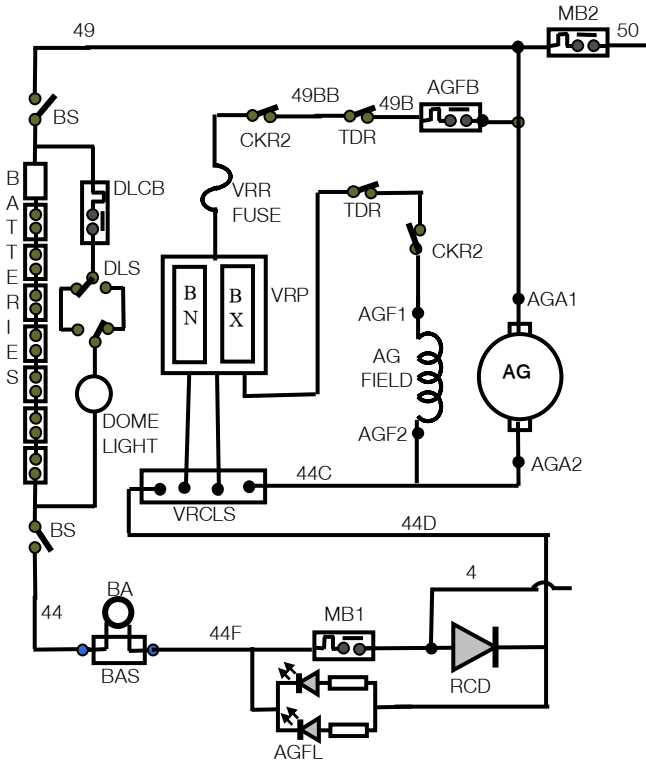 MB2
49
50
AGFB
49BB
49B
BS
CKR2
TDR
BATTERIES
DLCB
VRR
FUSE
TDR
CKR2
DLS
B
N
B
X
VRP
AGA1
AGF1
AG
FIELD
AG
DOME
LIGHT
AGF2
AGA2
44C
VRCLS
BS
44D
4
BA
44
MB1
44F
BAS
RCD
AGFL